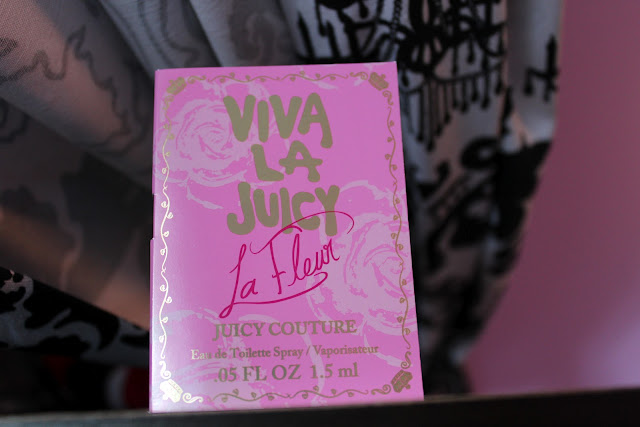 VIVA
LA
JUICY
La Fleur
JUICY COUTURE
Eau de Toilette Spray / Vaporisateur
.05 FL OZ 1.5 ml